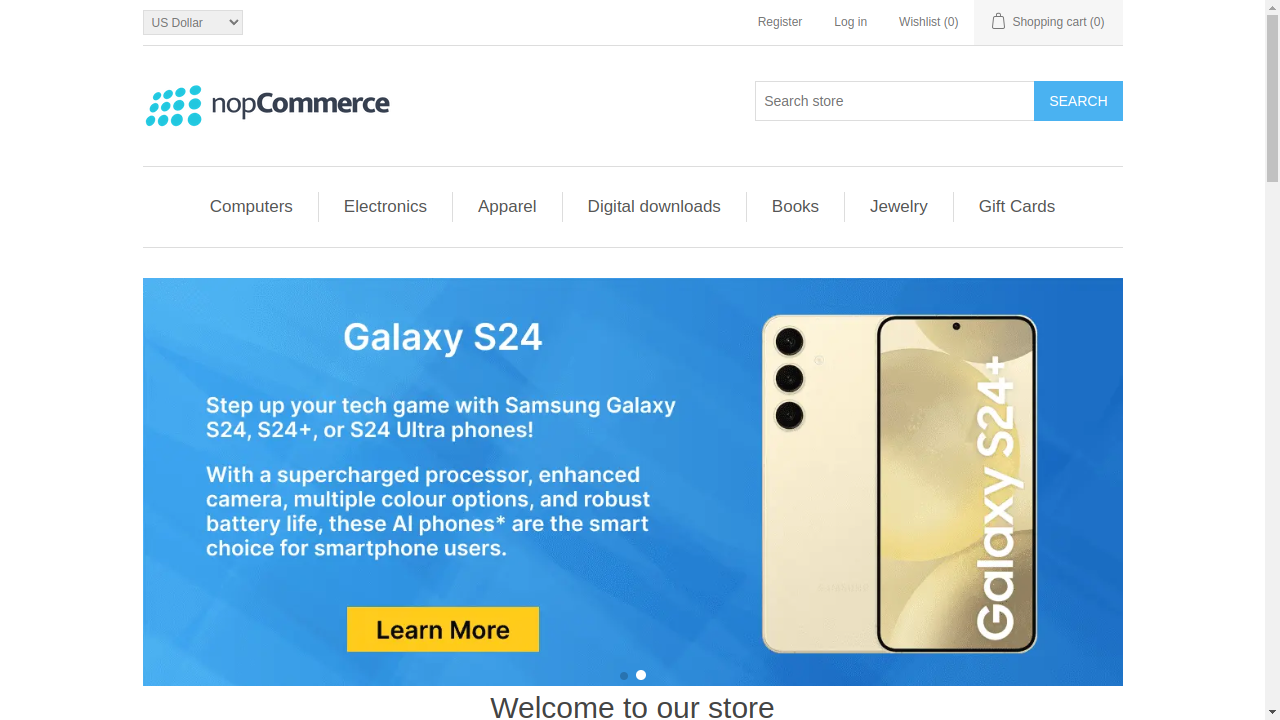 US Dollar
Register
Log in
Wishlist (0)
Shopping cart (0)
nopCommerce
Search store
SEARCH
Computers
Electronics
Apparel
Digital downloads
Books
Jewelry
Gift Cards
Galaxy S24
Step up your tech game with Samsung Galaxy
S24, S24+, or S24 Ultra phones!
With a supercharged processor, enhanced
camera, multiple colour options, and robust
battery life, these AI phones* are the smart
choice for smartphone users.
Learn More
SAMSUNG
Galaxy S24+
Welcome to our store